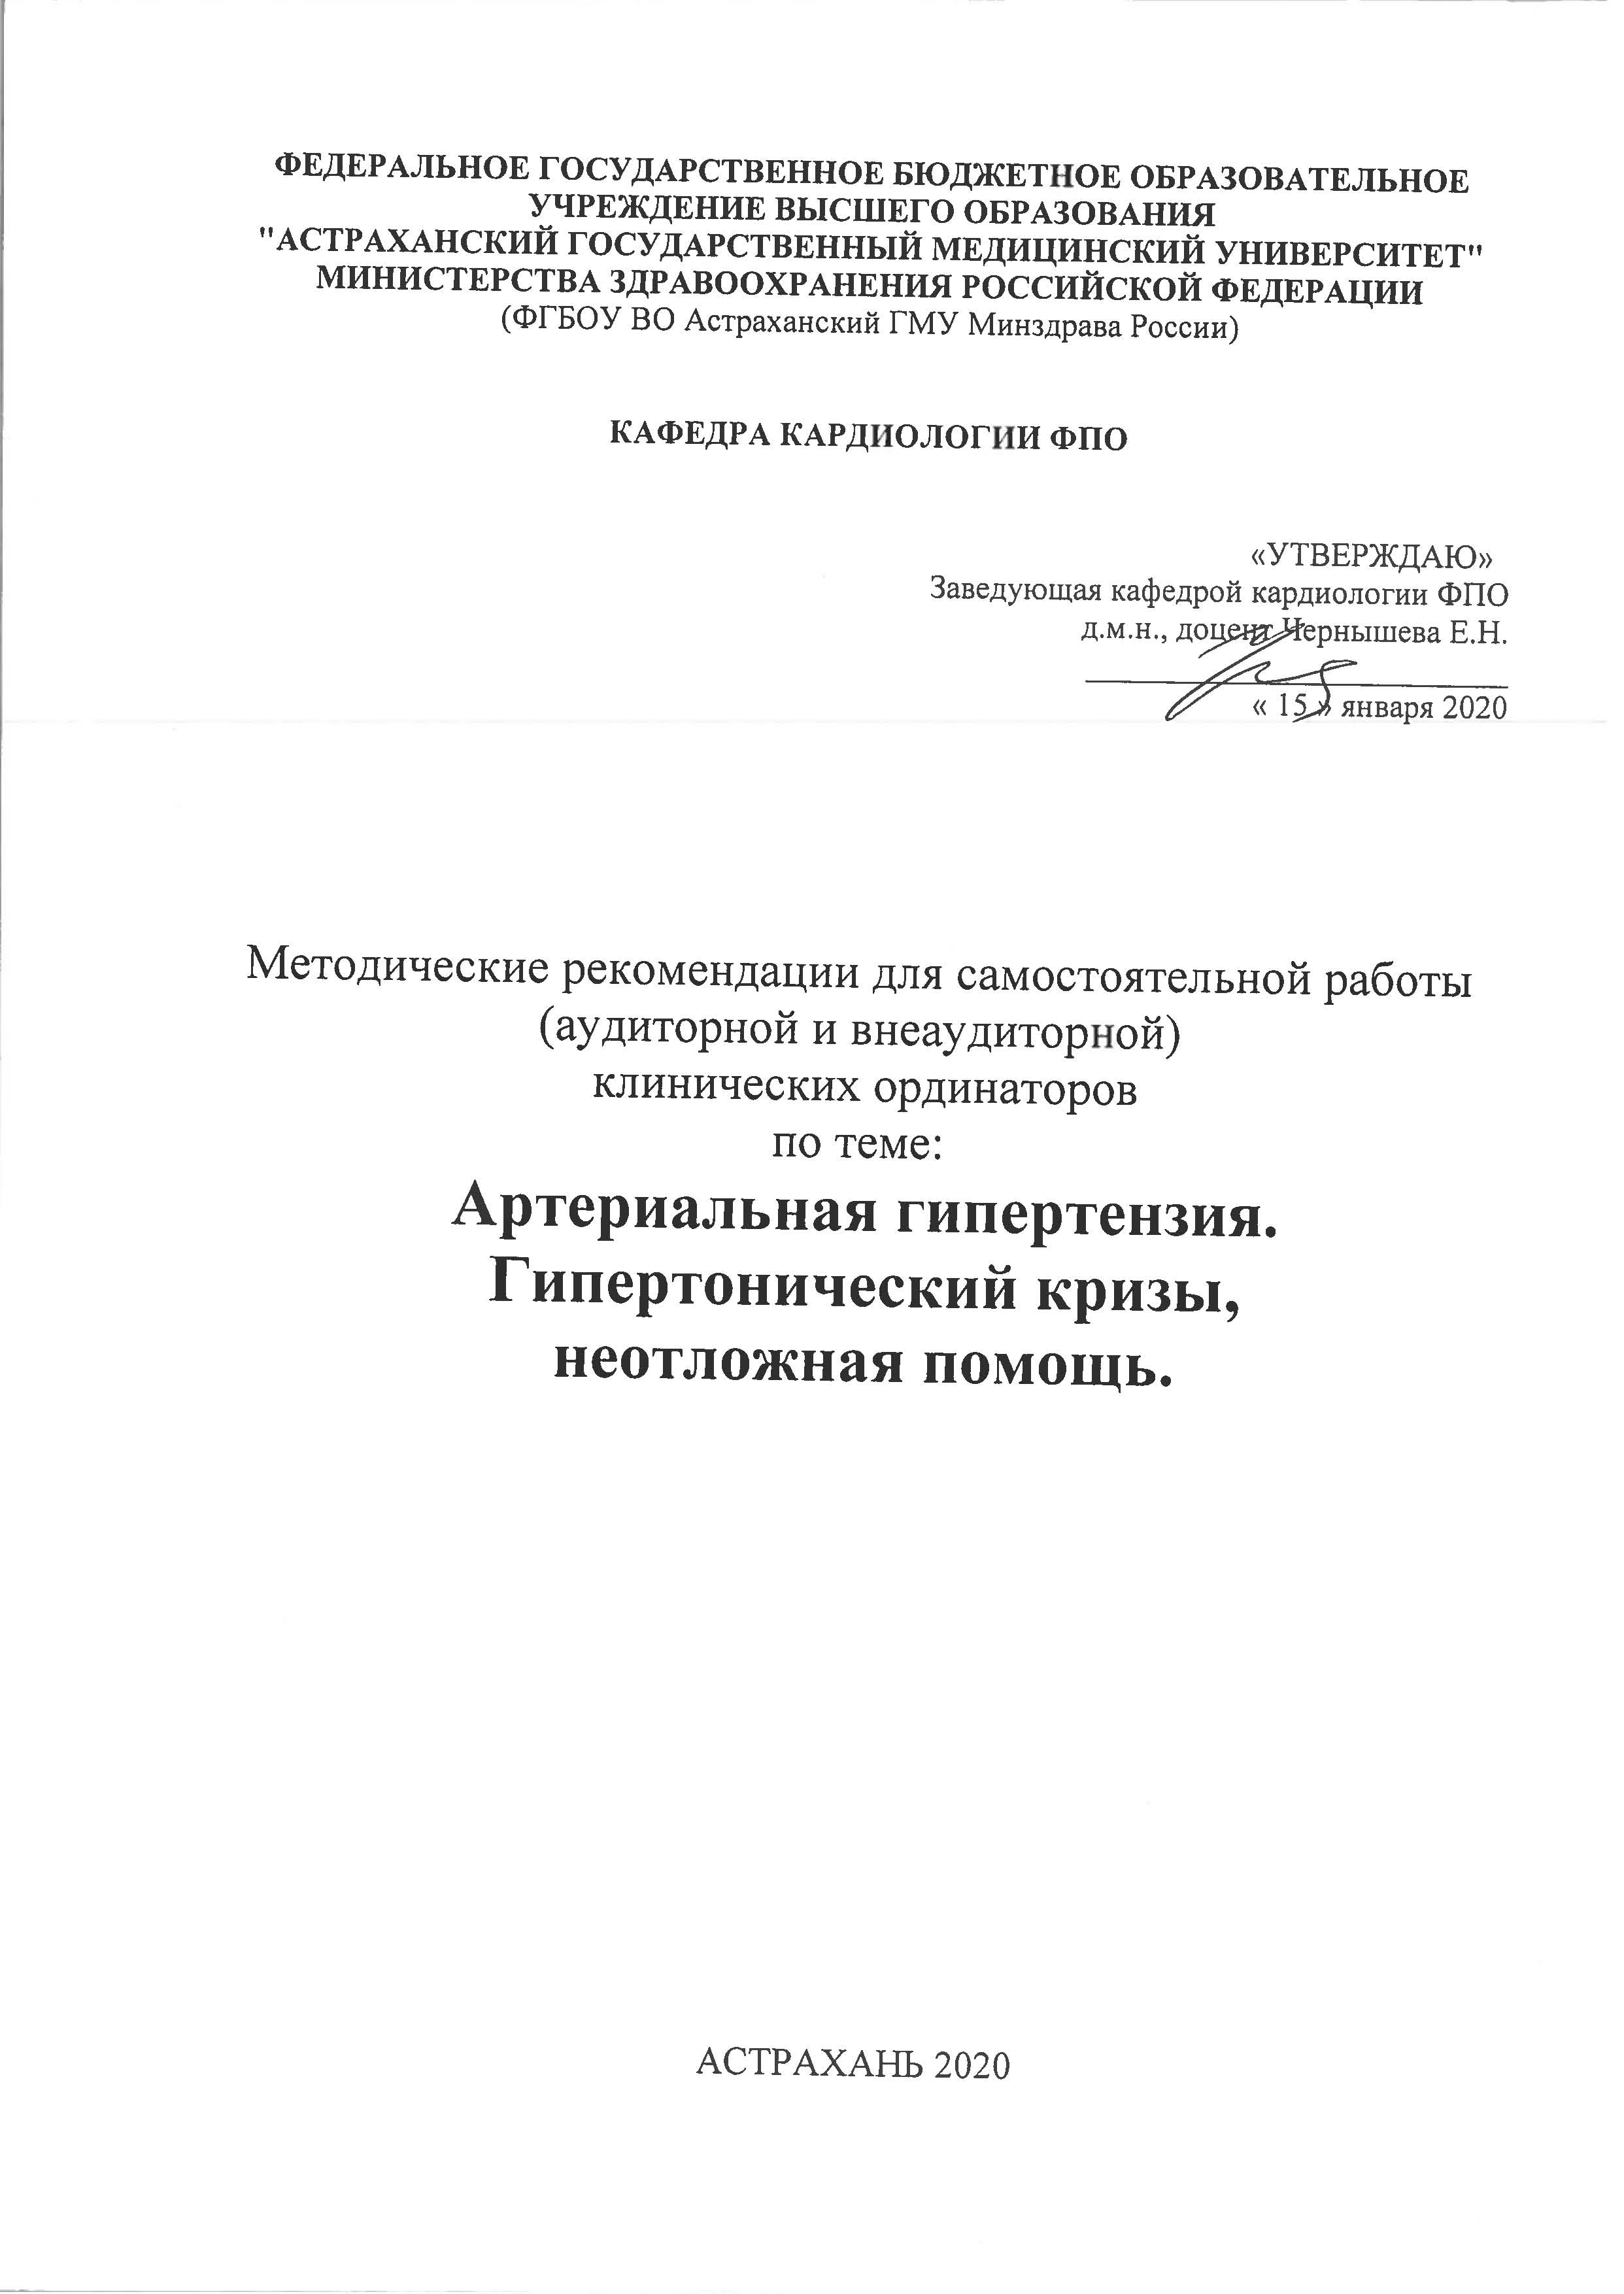 ФЕДЕРАЛЬНОЕ ГОСУДАРСТВЕННОЕ БЮДЖЕТНОЕ ОБРАЗОВАТЕЛЬНОЕ
УЧРЕЖДЕНИЕ ВЫСШЕГО ОБРАЗОВАНИЯ
"АСТРАХАНСКИЙ ГОСУДАРСТВЕННЫЙ МЕДИЦИНСКИЙ УНИВЕРСИТЕТ"
МИНИСТЕРСТВА ЗДРАВООХРАНЕНИЯ РОССИЙСКОЙ ФЕДЕРАЦИИ
(ФГБОУ ВО Астраханский ГМУ Минздрава России)
КАФЕДРА КАРДИОЛОГИИ ФПО
«УТВЕРЖДАЮ»
Заведующая кафедрой кардиологии ФПО
д.м.н., доцент Чернышева Е.Н.
« 15 » января 2020
Методические рекомендации для самостоятельной работы
(аудиторной и внеаудиторной)
клинических ординаторов
по теме:
Артериальная гипертензия.
Гипертонический кризы,
неотложная помощь.
АСТРАХАНЬ 2020